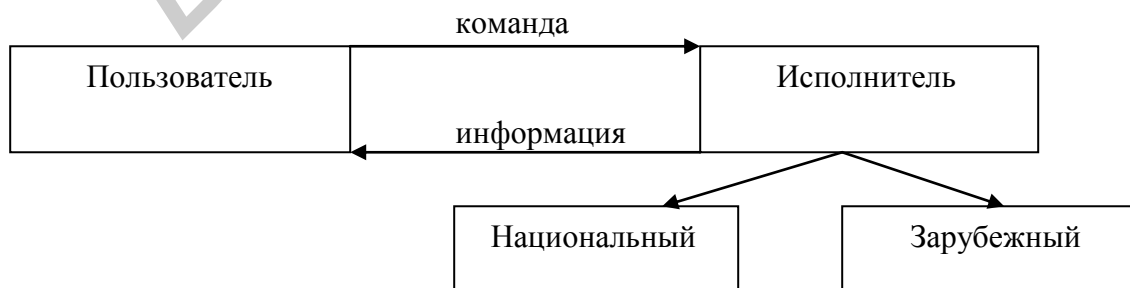 команда
Пользователь Исполнитель
информация
Национальный Зарубежный